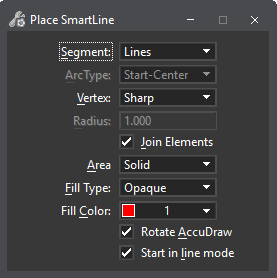 Place SmartLine
Segment: Lines
ArcType: Start-Center
Vertex: Sharp
Radius: 1.000
Join Elements
Area Solid
Fill Type: Opaque
Fill Color: 1
Rotate AccuDraw
Start in line mode